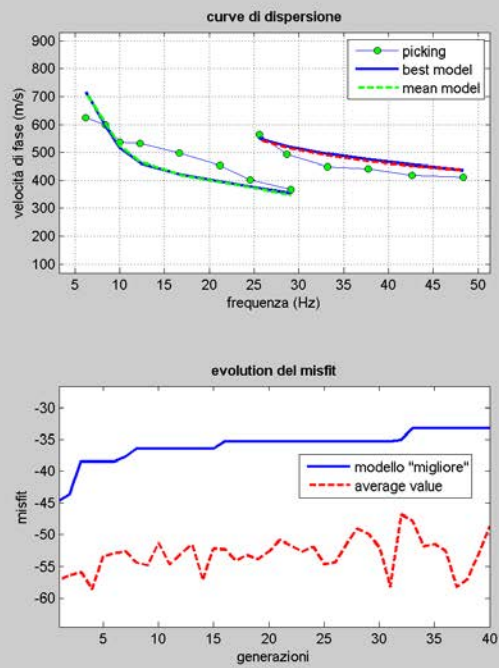 curve di dispersione
900
800
700
600
500
400
300
200
100
velocità di fase (m/s)
picking
best model
mean model
5 10 15 20 25 30 35 40 45 50
frequenza (Hz)
evolution del misfit
-30
-35
-40
-45
-50
-55
-60
misfit
modello "migliore"
average value
5 10 15 20 25 30 35 40
generazioni